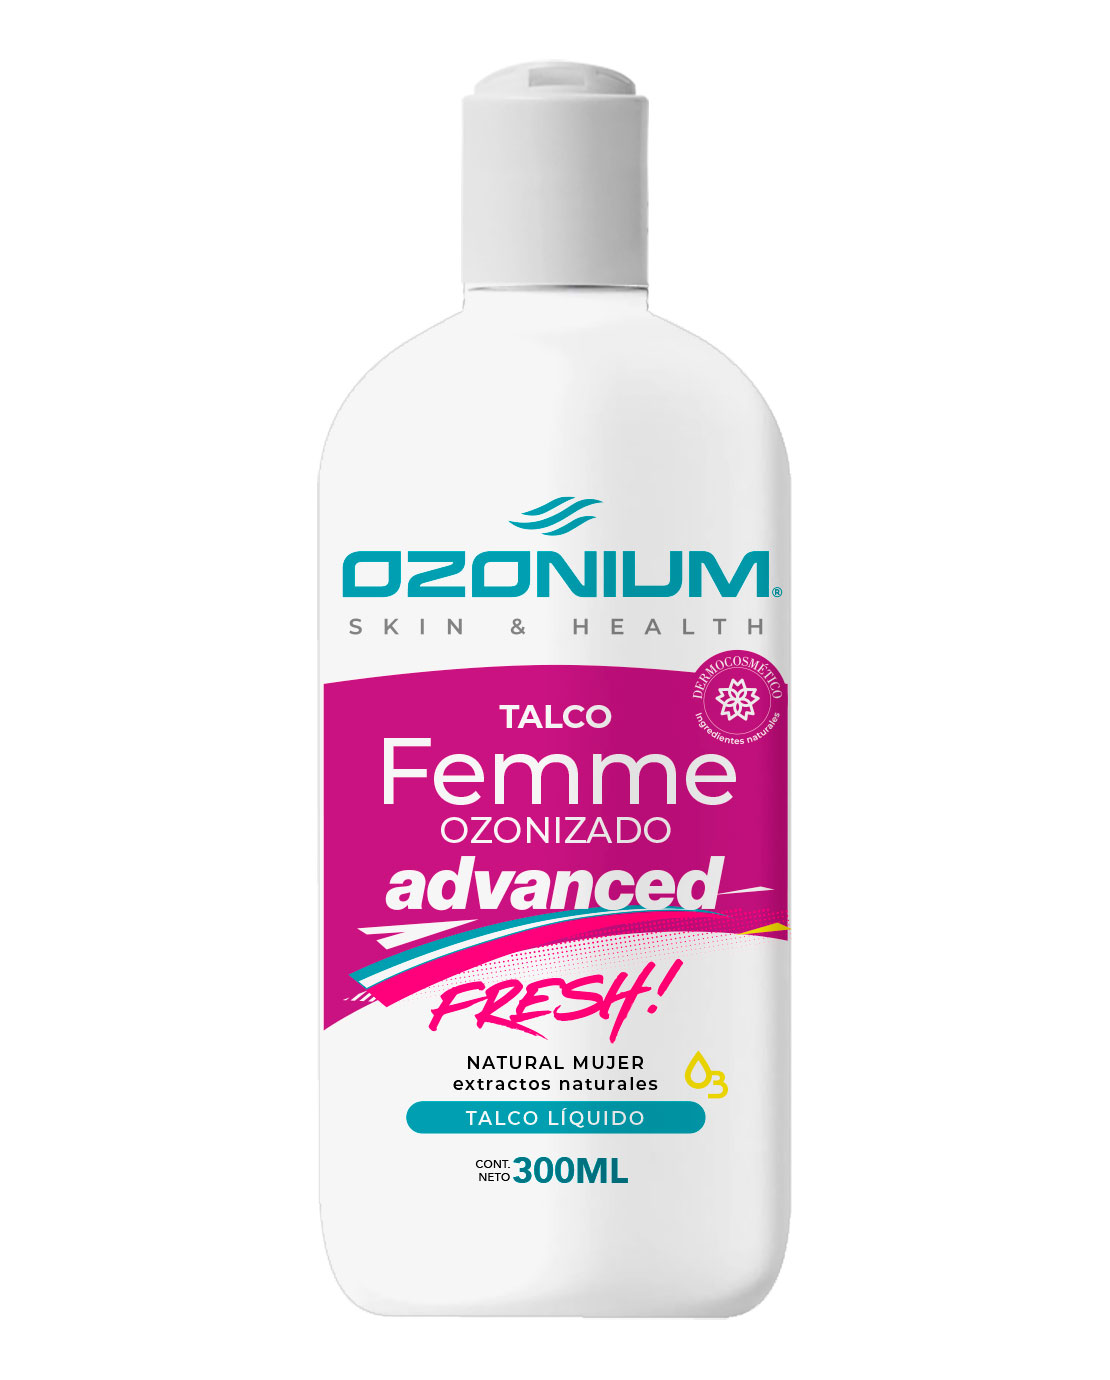 OZONIUM®
SKIN & HEALTH
DERMOCOSMÉTICO
Ingredientes naturales
TALCO
Femme
OZONIZADO
advanced
FRESH!
NATURAL MUJER
extractos naturales
O3
TALCO LÍQUIDO
CONT.
NETO 300ML